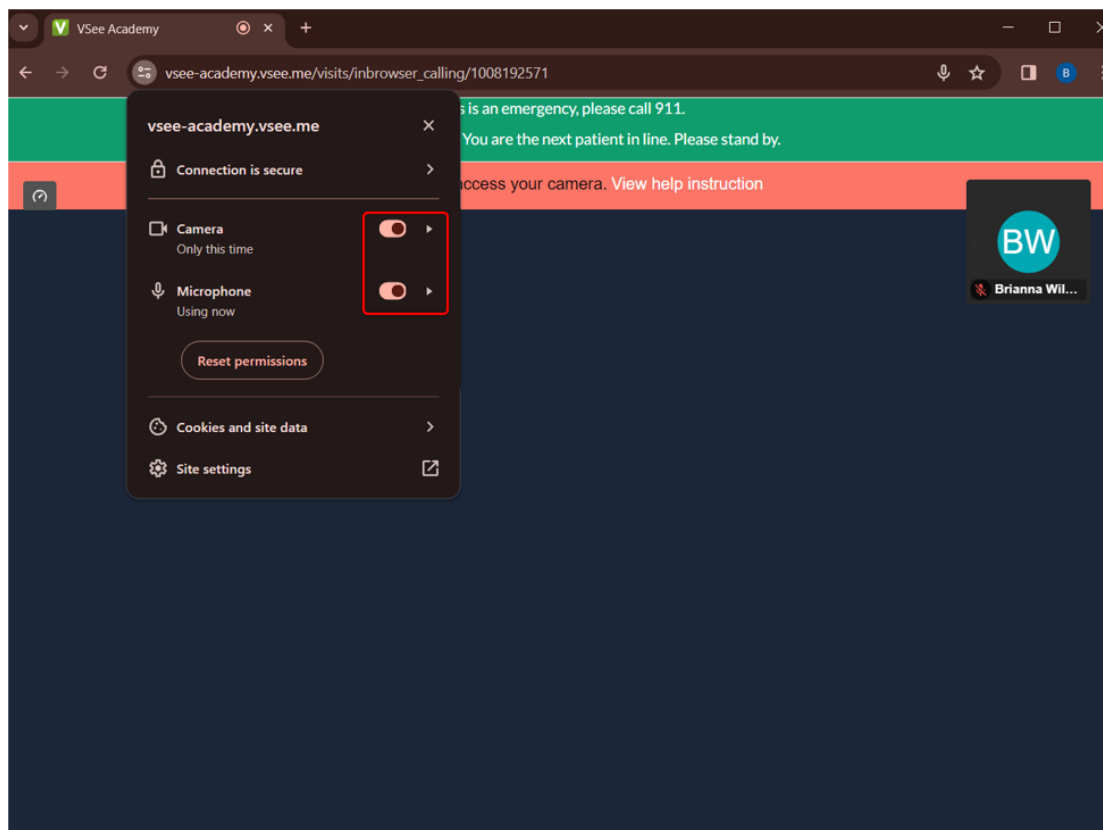 VSee Academy
vsee-academy.vsee.me/visits/inbrowser_calling/1008192571
B
s is an emergency, please call 911.
You are the next patient in line. Please stand by.
access your camera. View help instruction
vsee-academy.vsee.me
Connection is secure
Camera
Only this time
Microphone
Using now
Reset permissions
Cookies and site data
Site settings
BW
Brianna Wil...